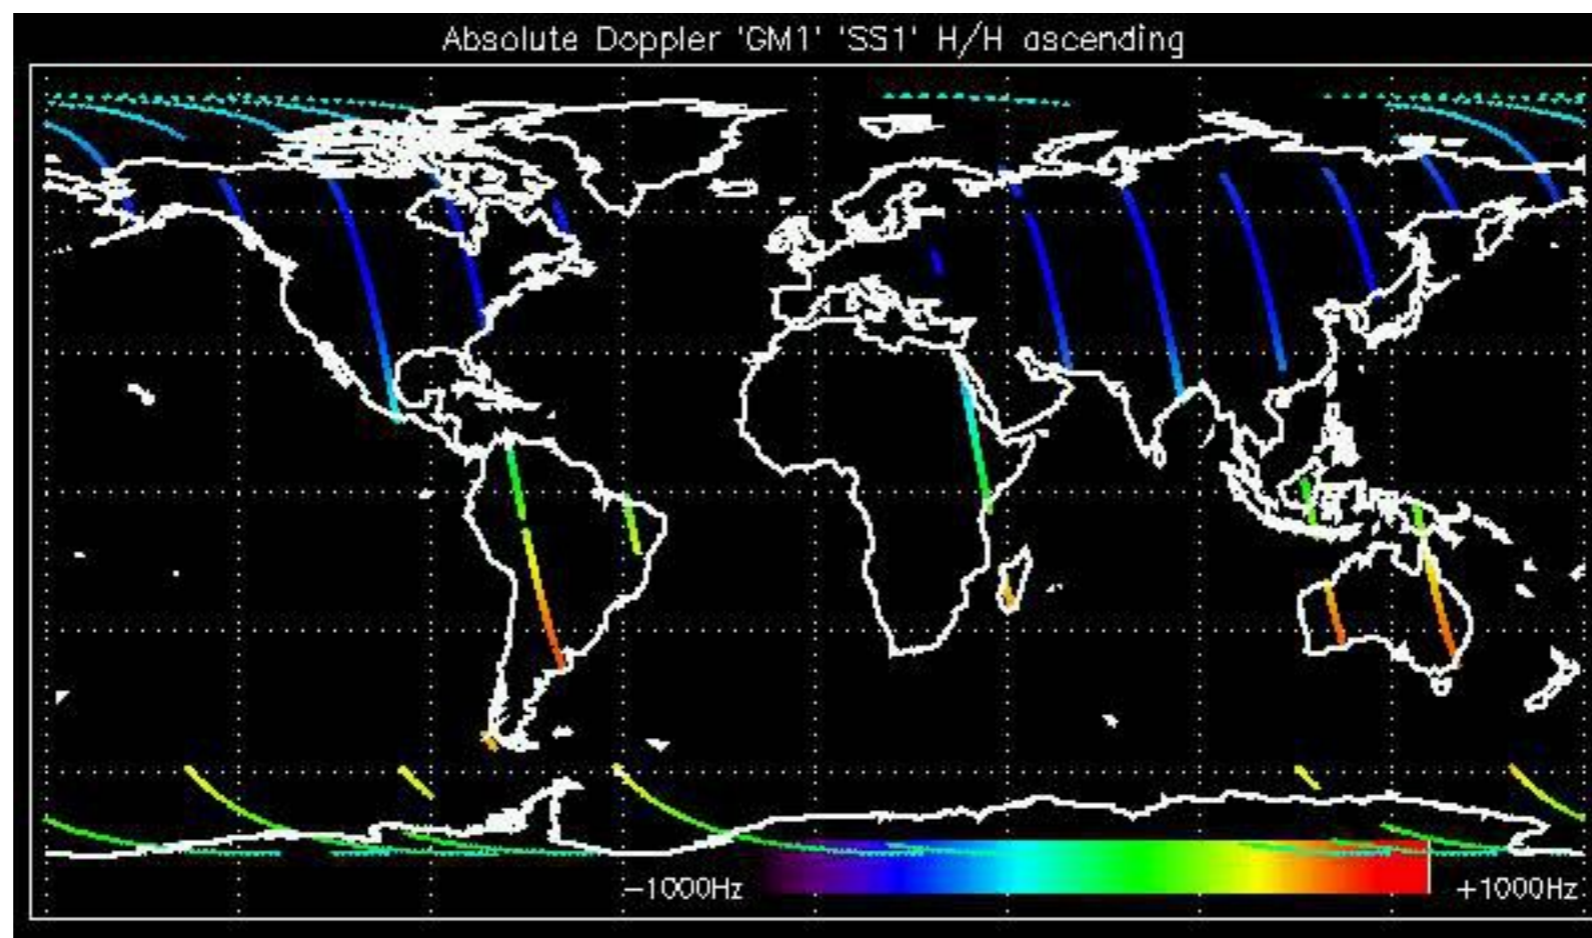 Absolute Doppler 'GM1' 'SS1' H/H ascending
−1000Hz
+1000Hz